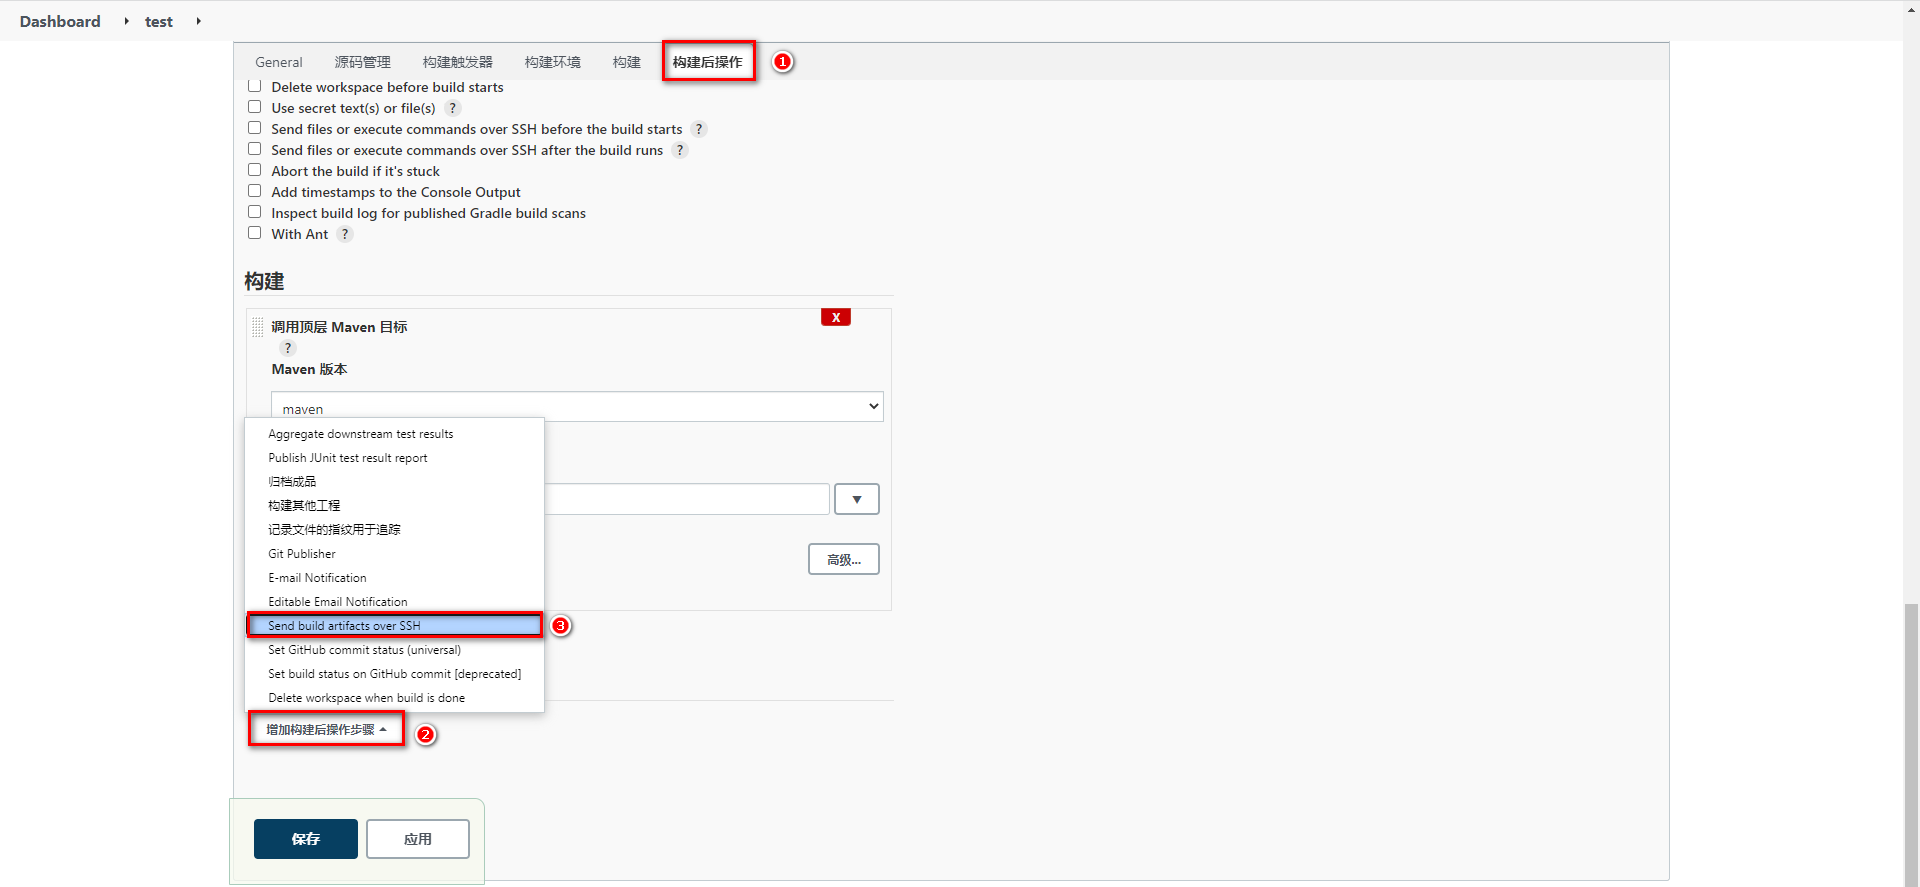 Dashboard test
General 源码管理 构建触发器 构建环境 构建 构建后操作 1
Delete workspace before build starts
Use secret text(s) or file(s) ?
Send files or execute commands over SSH before the build starts ?
Send files or execute commands over SSH after the build runs ?
Abort the build if it's stuck
Add timestamps to the Console Output
Inspect build log for published Gradle build scans
With Ant ?
构建
X
调用顶层 Maven 目标
?
Maven 版本
maven
Aggregate downstream test results
Publish JUnit test result report
归档成品
构建其他工程
记录文件的指纹用于追踪
Git Publisher
高级...
E-mail Notification
Editable Email Notification
Send build artifacts over SSH 3
Set GitHub commit status (universal)
Set build status on GitHub commit [deprecated]
Delete workspace when build is done
增加构建后操作步骤 2
保存 应用